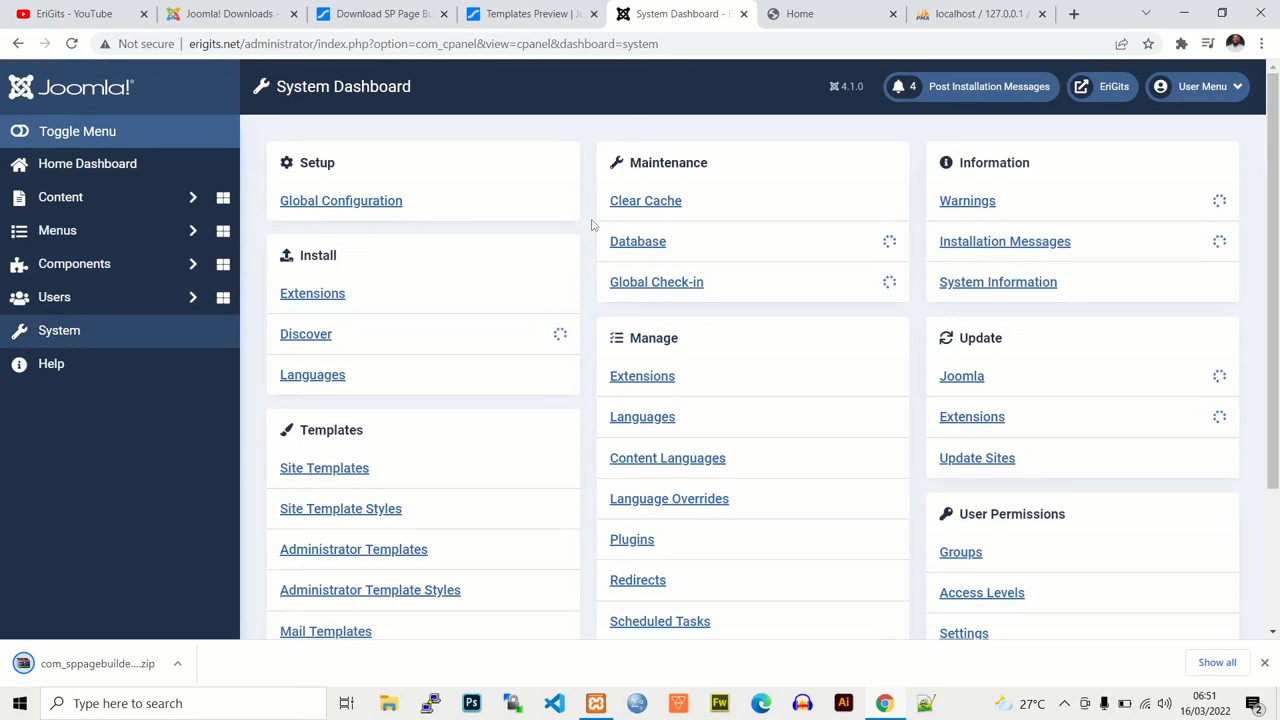 EriGits - YouTube
Joomla! Downloads -
Download SP Page Bu
Templates Preview | Jo
System Dashboard - E
Home
localhost / 127.0.0.1 /
Not secure
erigits.net/administrator/index.php?option=com_cpanel&view=cpanel&dashboard=system
Joomla!
System Dashboard
4.1.0
4
Post Installation Messages
EriGits
User Menu
Toggle Menu
Home Dashboard
Content
Menus
Components
Users
System
Help
Setup
Global Configuration
Install
Extensions
Discover
Languages
Templates
Site Templates
Site Template Styles
Administrator Templates
Administrator Template Styles
Mail Templates
Maintenance
Clear Cache
Database
Global Check-in
Manage
Extensions
Languages
Content Languages
Language Overrides
Plugins
Redirects
Scheduled Tasks
Information
Warnings
Installation Messages
System Information
Update
Joomla
Extensions
Update Sites
User Permissions
Groups
Access Levels
Settings
com_sppagebuilde....zip
Show all
Type here to search
Ps
Fw
Ai
27°C
06:51
16/03/2022
2